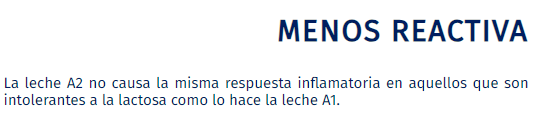 MENOS REACTIVA
La leche A2 no causa la misma respuesta inflamatoria en aquellos que son
intolerantes a la lactosa como lo hace la leche A1.